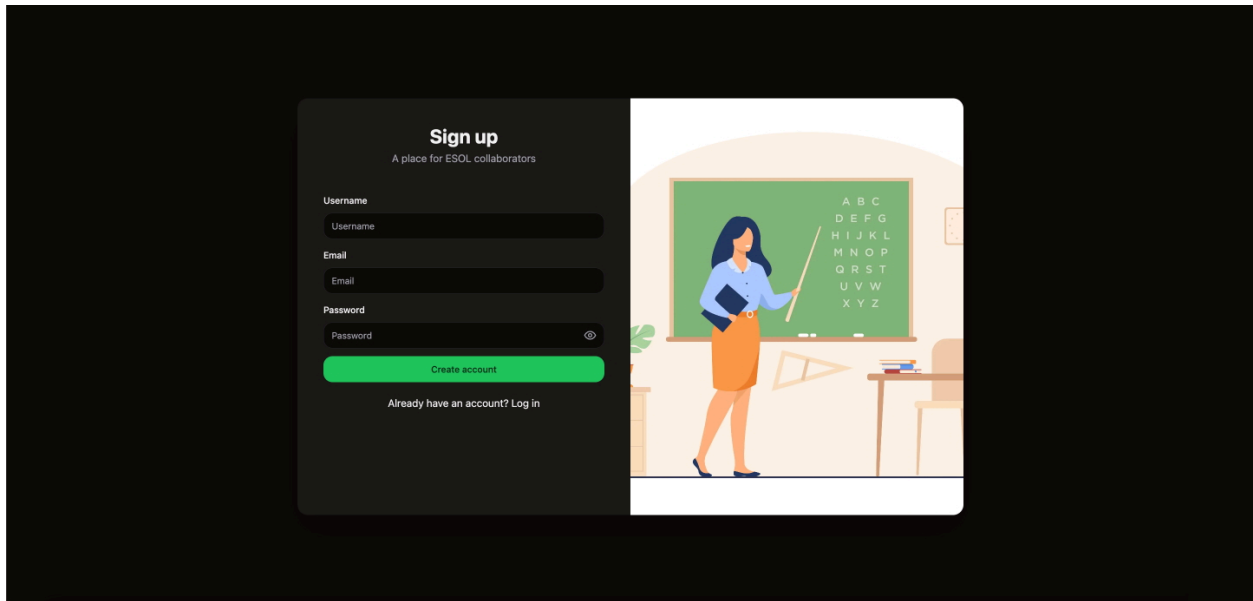 Sign up
A place for ESOL collaborators
Username
Username
Email
Email
Password
Password
Create account
Already have an account? Log in
A B C
D E F G
H I J K L
M N O P
Q R S T
U V W
X Y Z